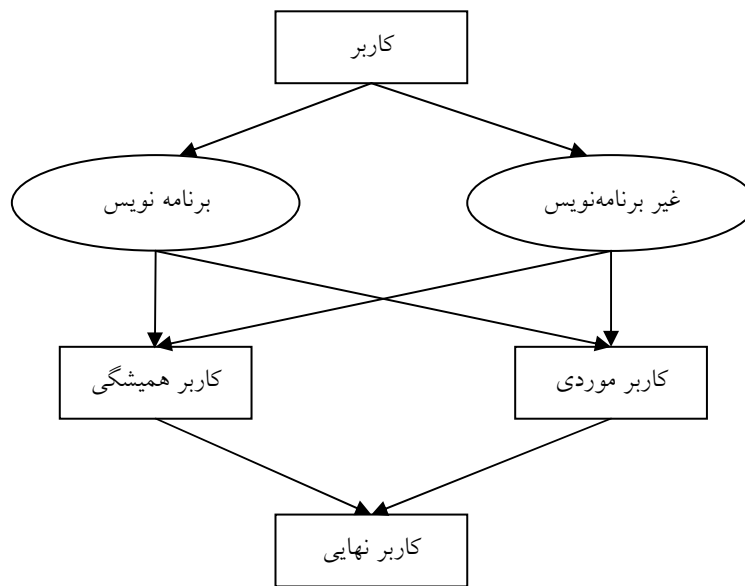 کاربر
غیر برنامه‌نویس
برنامه نویس
کاربر موردی
کاربر همیشگی
کاربر نهایی